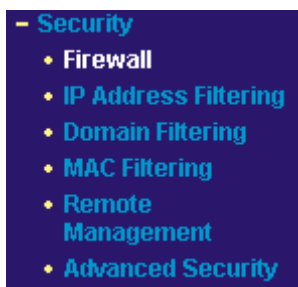 – Security
• Firewall
• IP Address Filtering
• Domain Filtering
• MAC Filtering
• Remote
Management
• Advanced Security